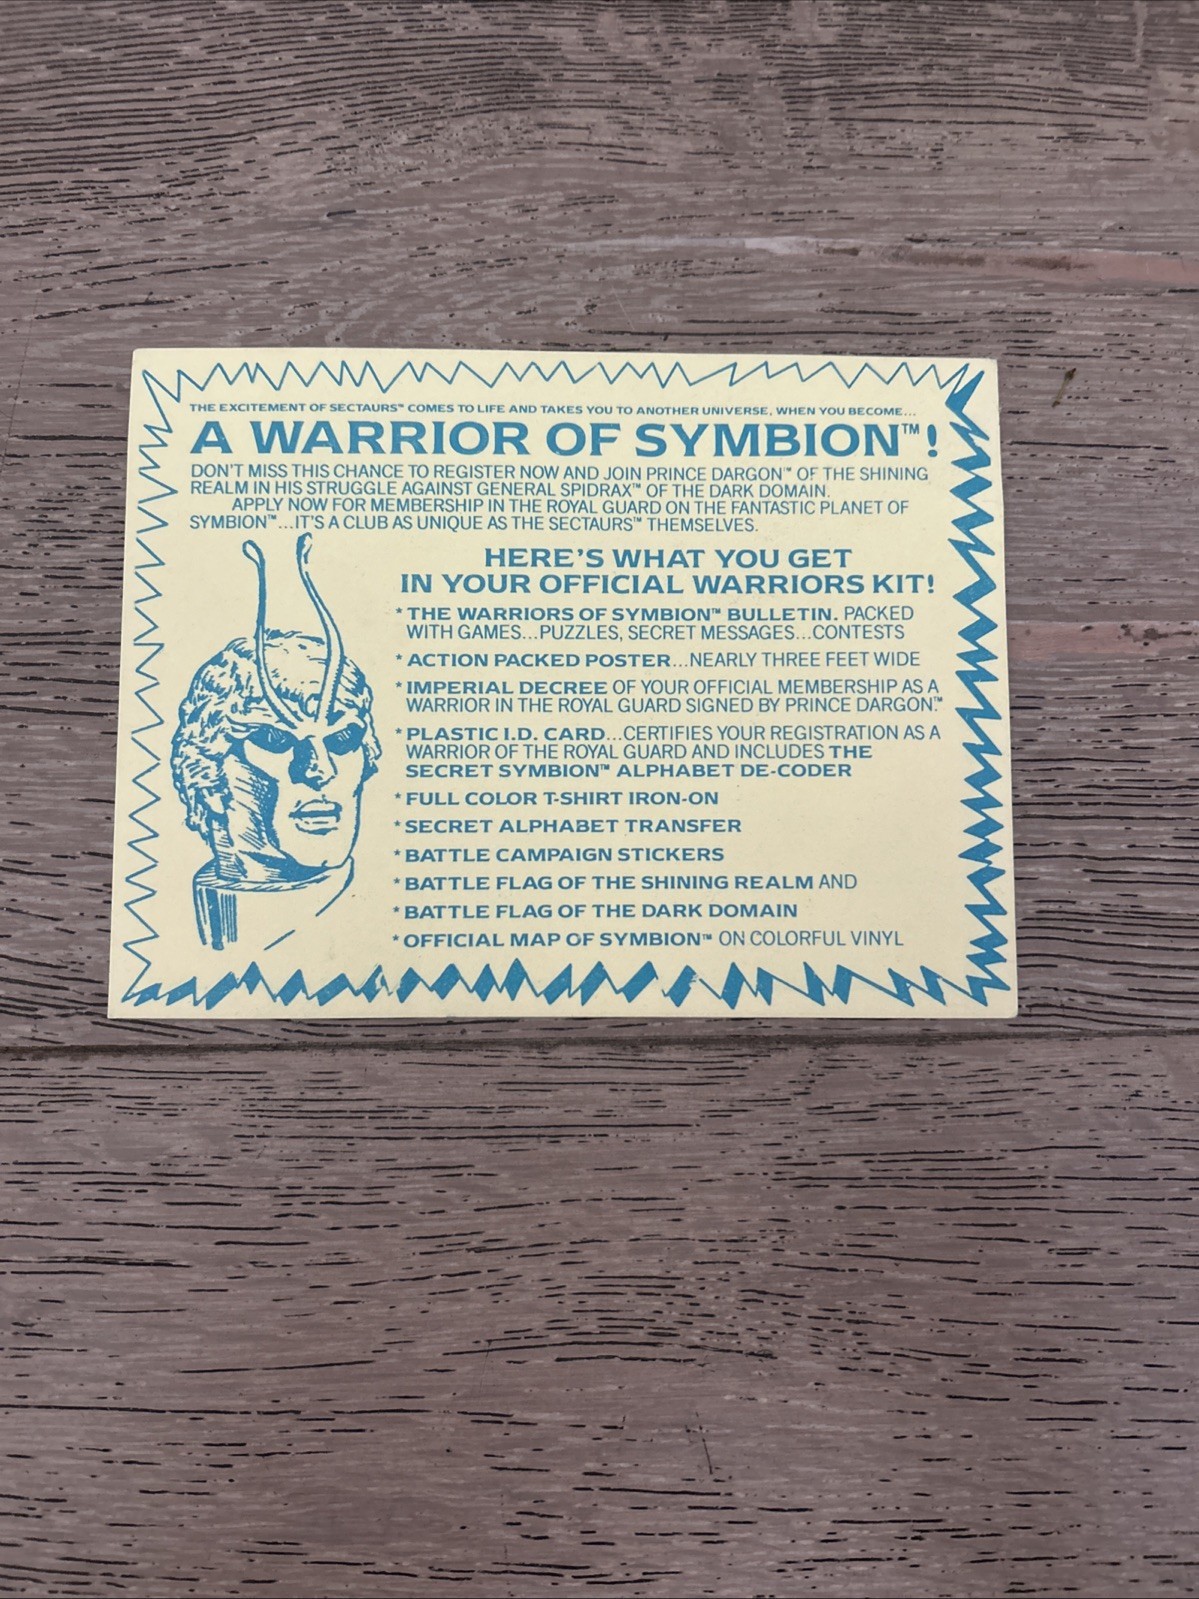 THE EXCITEMENT OF SECTAURS™ COMES TO LIFE AND TAKES YOU TO ANOTHER UNIVERSE, WHEN YOU BECOME...
A WARRIOR OF SYMBION™!
DON'T MISS THIS CHANCE TO REGISTER NOW AND JOIN PRINCE DARGON™ OF THE SHINING
REALM IN HIS STRUGGLE AGAINST GENERAL SPIDRAX™ OF THE DARK DOMAIN.
APPLY NOW FOR MEMBERSHIP IN THE ROYAL GUARD ON THE FANTASTIC PLANET OF
SYMBION™...IT'S A CLUB AS UNIQUE AS THE SECTAURS™ THEMSELVES.
HERE'S WHAT YOU GET
IN YOUR OFFICIAL WARRIORS KIT!
*THE WARRIORS OF SYMBION™ BULLETIN. PACKED
WITH GAMES...PUZZLES, SECRET MESSAGES...CONTESTS
*ACTION PACKED POSTER...NEARLY THREE FEET WIDE
*IMPERIAL DECREE OF YOUR OFFICIAL MEMBERSHIP AS A
WARRIOR IN THE ROYAL GUARD SIGNED BY PRINCE DARGON.™
*PLASTIC I.D. CARD...CERTIFIES YOUR REGISTRATION AS A
WARRIOR OF THE ROYAL GUARD AND INCLUDES THE
SECRET SYMBION™ ALPHABET DE-CODER
*FULL COLOR T-SHIRT IRON-ON
*SECRET ALPHABET TRANSFER
*BATTLE CAMPAIGN STICKERS
*BATTLE FLAG OF THE SHINING REALM AND
*BATTLE FLAG OF THE DARK DOMAIN
*OFFICIAL MAP OF SYMBION™ ON COLORFUL VINYL